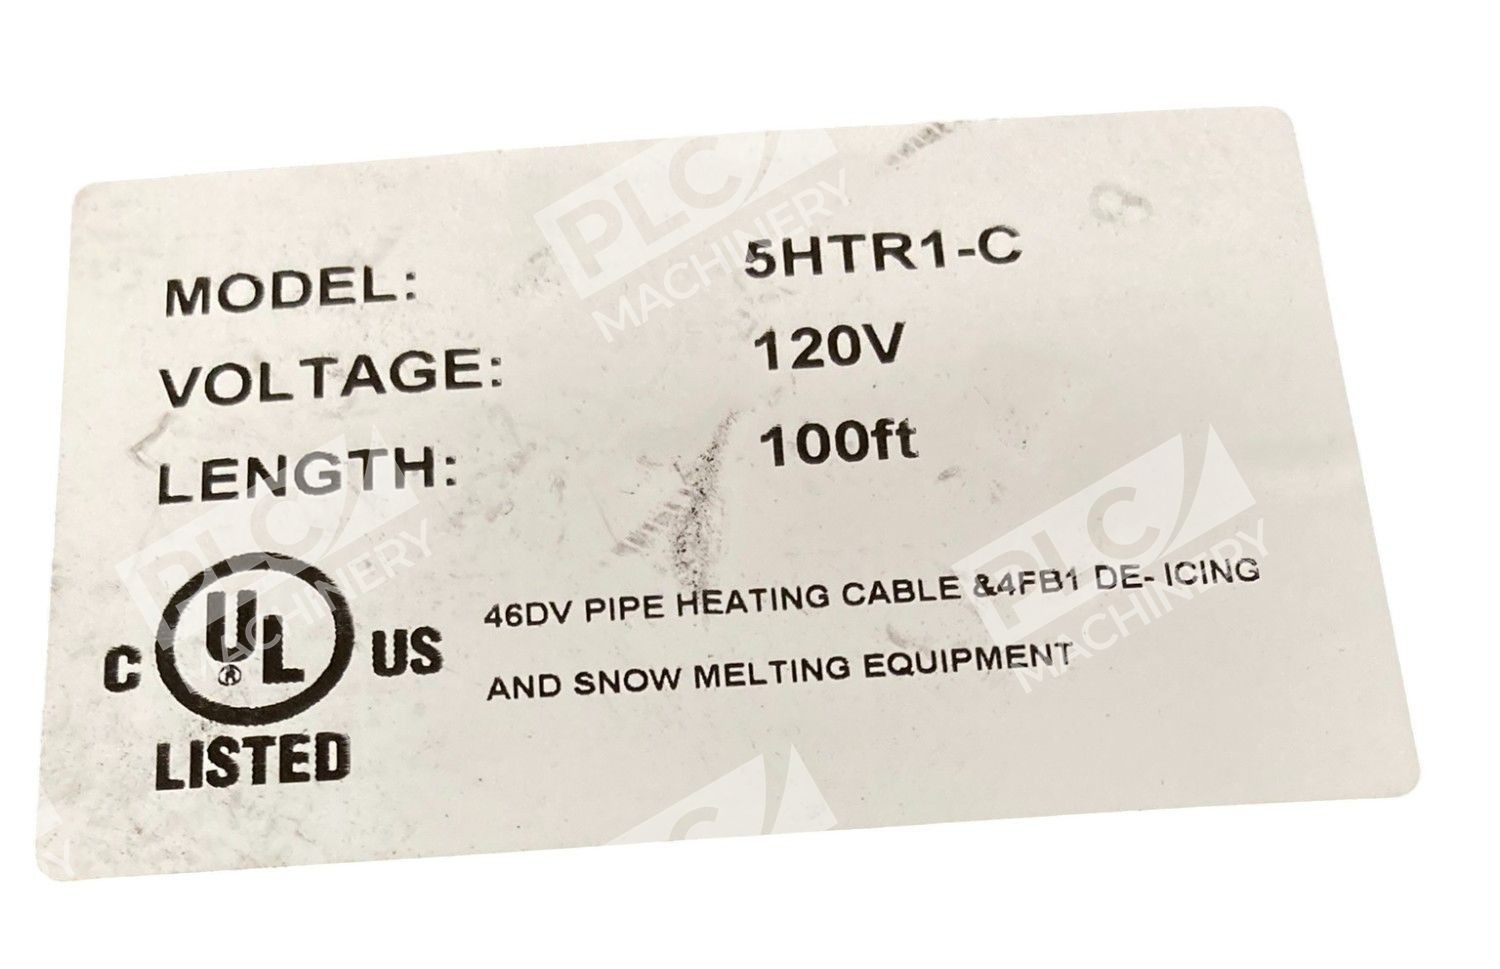 MODEL: 5HTR1-C
VOLTAGE: 120V
LENGTH: 100ft
C UL ® US
LISTED
46DV PIPE HEATING CABLE &4FB1 DE- ICING
AND SNOW MELTING EQUIPMENT
PLC MACHINERY
PLC MACHINERY
PLC MACHINERY
PLC